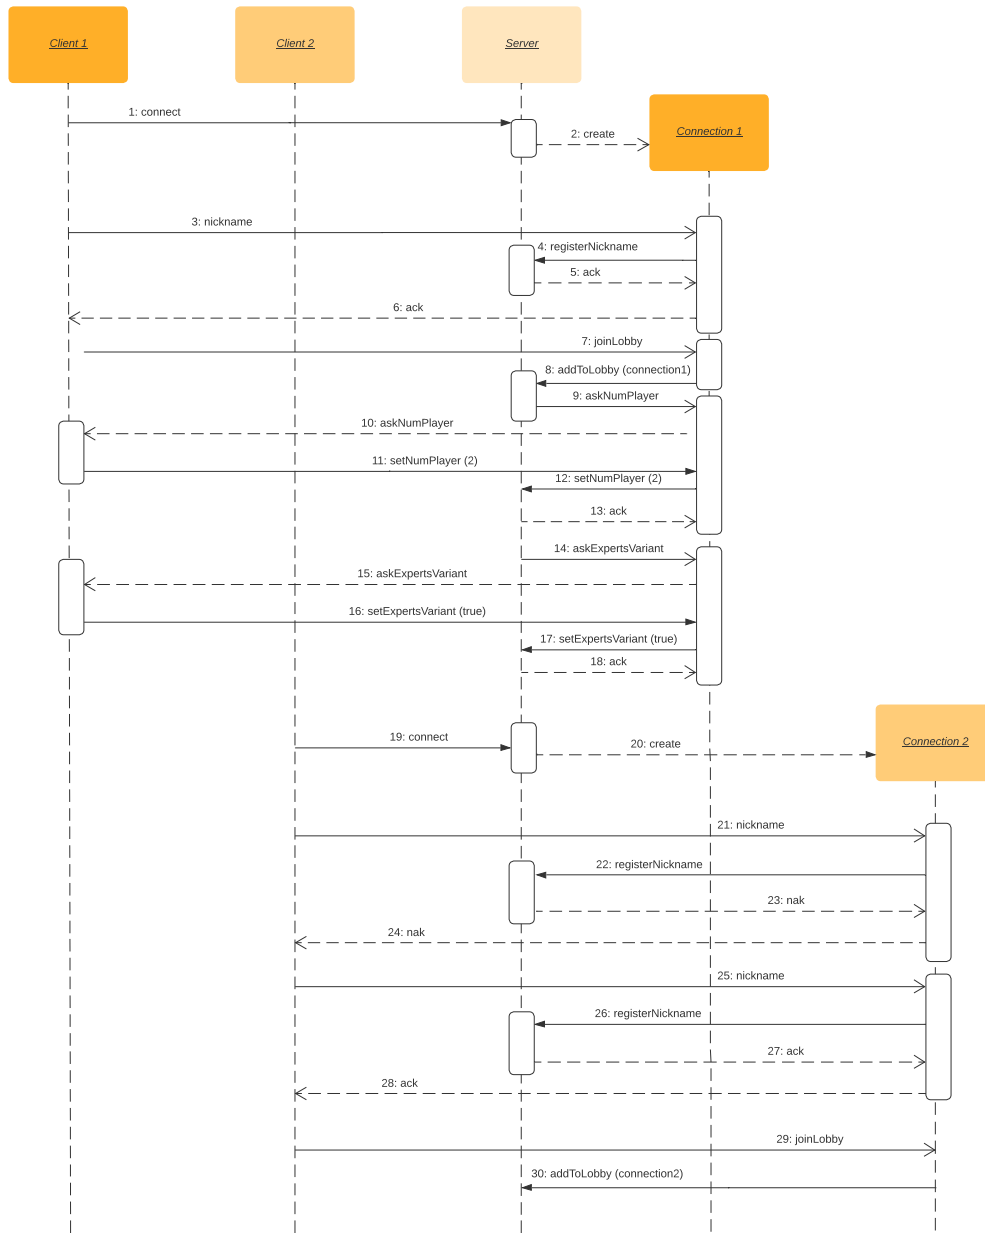 Client 1
Client 2
Server
1: connect
Connection 1
2: create
3: nickname
4: registerNickname
5: ack
6: ack
7: joinLobby
8: addToLobby (connection1)
9: askNumPlayer
10: askNumPlayer
11: setNumPlayer (2)
12: setNumPlayer (2)
13: ack
14: askExpertsVariant
15: askExpertsVariant
16: setExpertsVariant (true)
17: setExpertsVariant (true)
18: ack
19: connect
20: create
Connection 2
21: nickname
22: registerNickname
23: nak
24: nak
25: nickname
26: registerNickname
27: ack
28: ack
29: joinLobby
30: addToLobby (connection2)